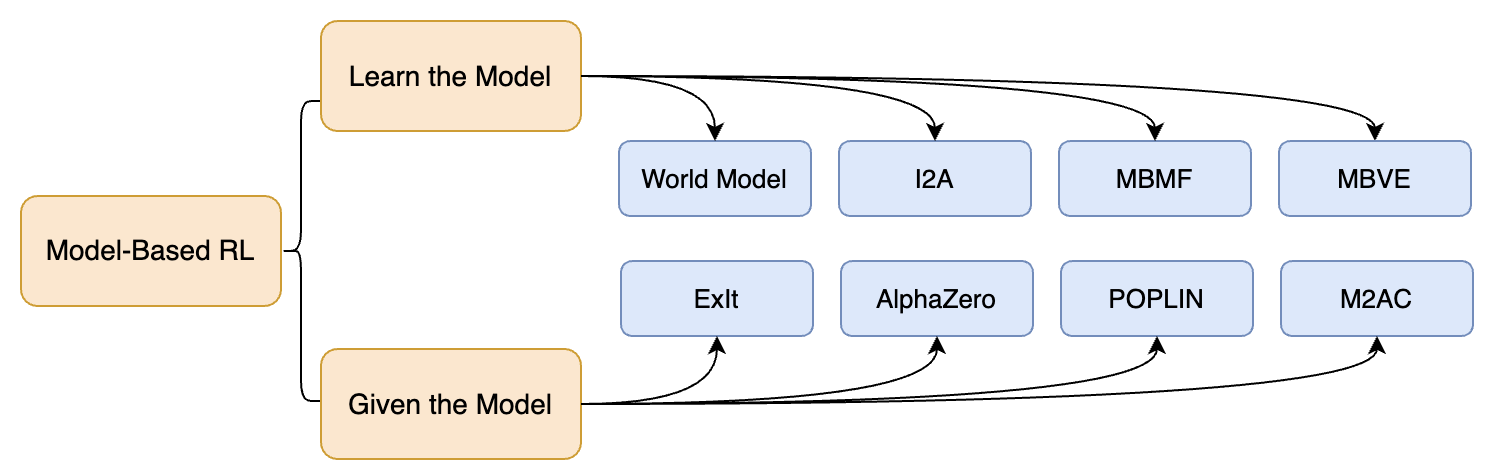 Learn the Model
World Model
I2A
MBMF
MBVE
Model-Based RL
ExIt
AlphaZero
POPLIN
M2AC
Given the Model